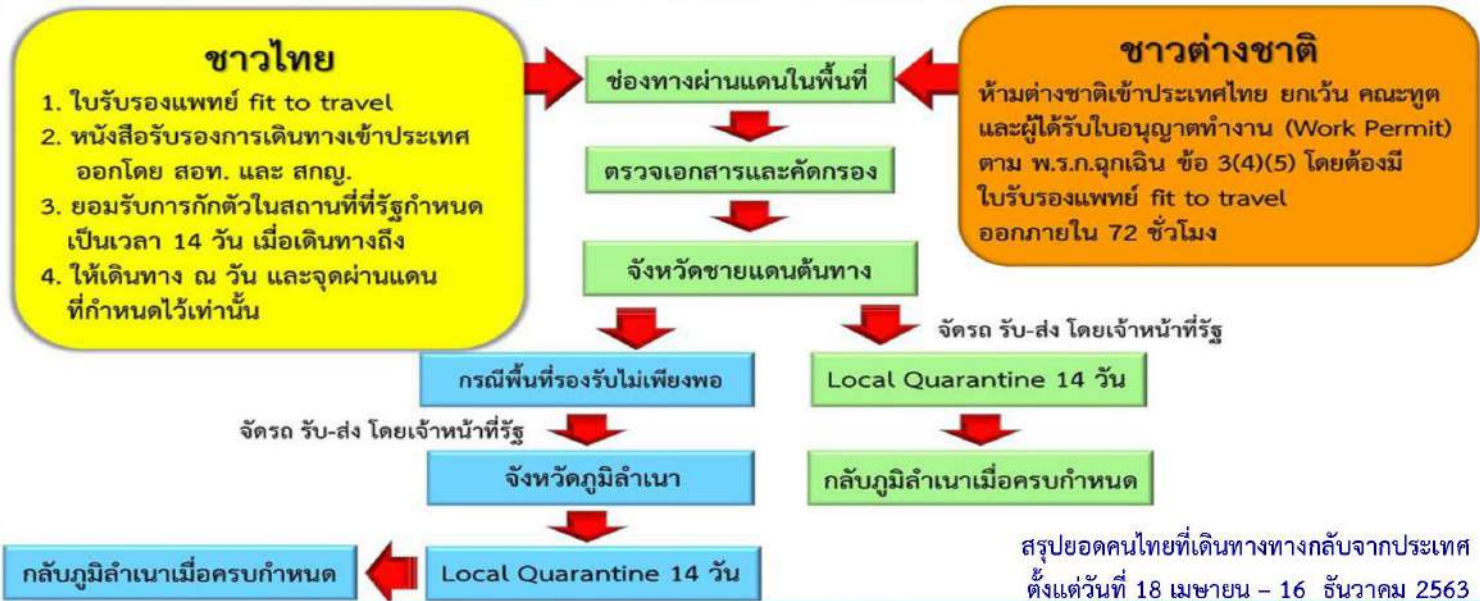 ชาวไทย
1. ใบรับรองแพทย์ fit to travel
2. หนังสือรับรองการเดินทางเข้าประเทศ
ออกโดย สอท. และ สกญ.
3. ยอมรับการกักตัวในสถานที่ที่รัฐกำหนด
เป็นเวลา 14 วัน เมื่อเดินทางถึง
4. ให้เดินทาง ณ วัน และจุดผ่านแดน
ที่กำหนดไว้เท่านั้น
ช่องทางผ่านแดนในพื้นที่
ชาวต่างชาติ
ห้ามต่างชาติเข้าประเทศไทย ยกเว้น คณะทูต
และผู้ได้รับใบอนุญาตทำงาน (Work Permit)
ตาม พ.ร.ก.ฉุกเฉิน ข้อ 3(4)(5) โดยต้องมี
ใบรับรองแพทย์ fit to travel
ออกภายใน 72 ชั่วโมง
ตรวจเอกสารและคัดกรอง
จังหวัดชายแดนต้นทาง
จัดรถ รับ-ส่ง โดยเจ้าหน้าที่รัฐ
กรณีพื้นที่รองรับไม่เพียงพอ
Local Quarantine 14 วัน
จัดรถ รับ-ส่ง โดยเจ้าหน้าที่รัฐ
จังหวัดภูมิลำเนา
กลับภูมิลำเนาเมื่อครบกำหนด
กลับภูมิลำเนาเมื่อครบกำหนด
Local Quarantine 14 วัน
สรุปยอดคนไทยที่เดินทางทางกลับจากประเทศ
ตั้งแต่วันที่ 18 เมษายน – 16 ธันวาคม 2563